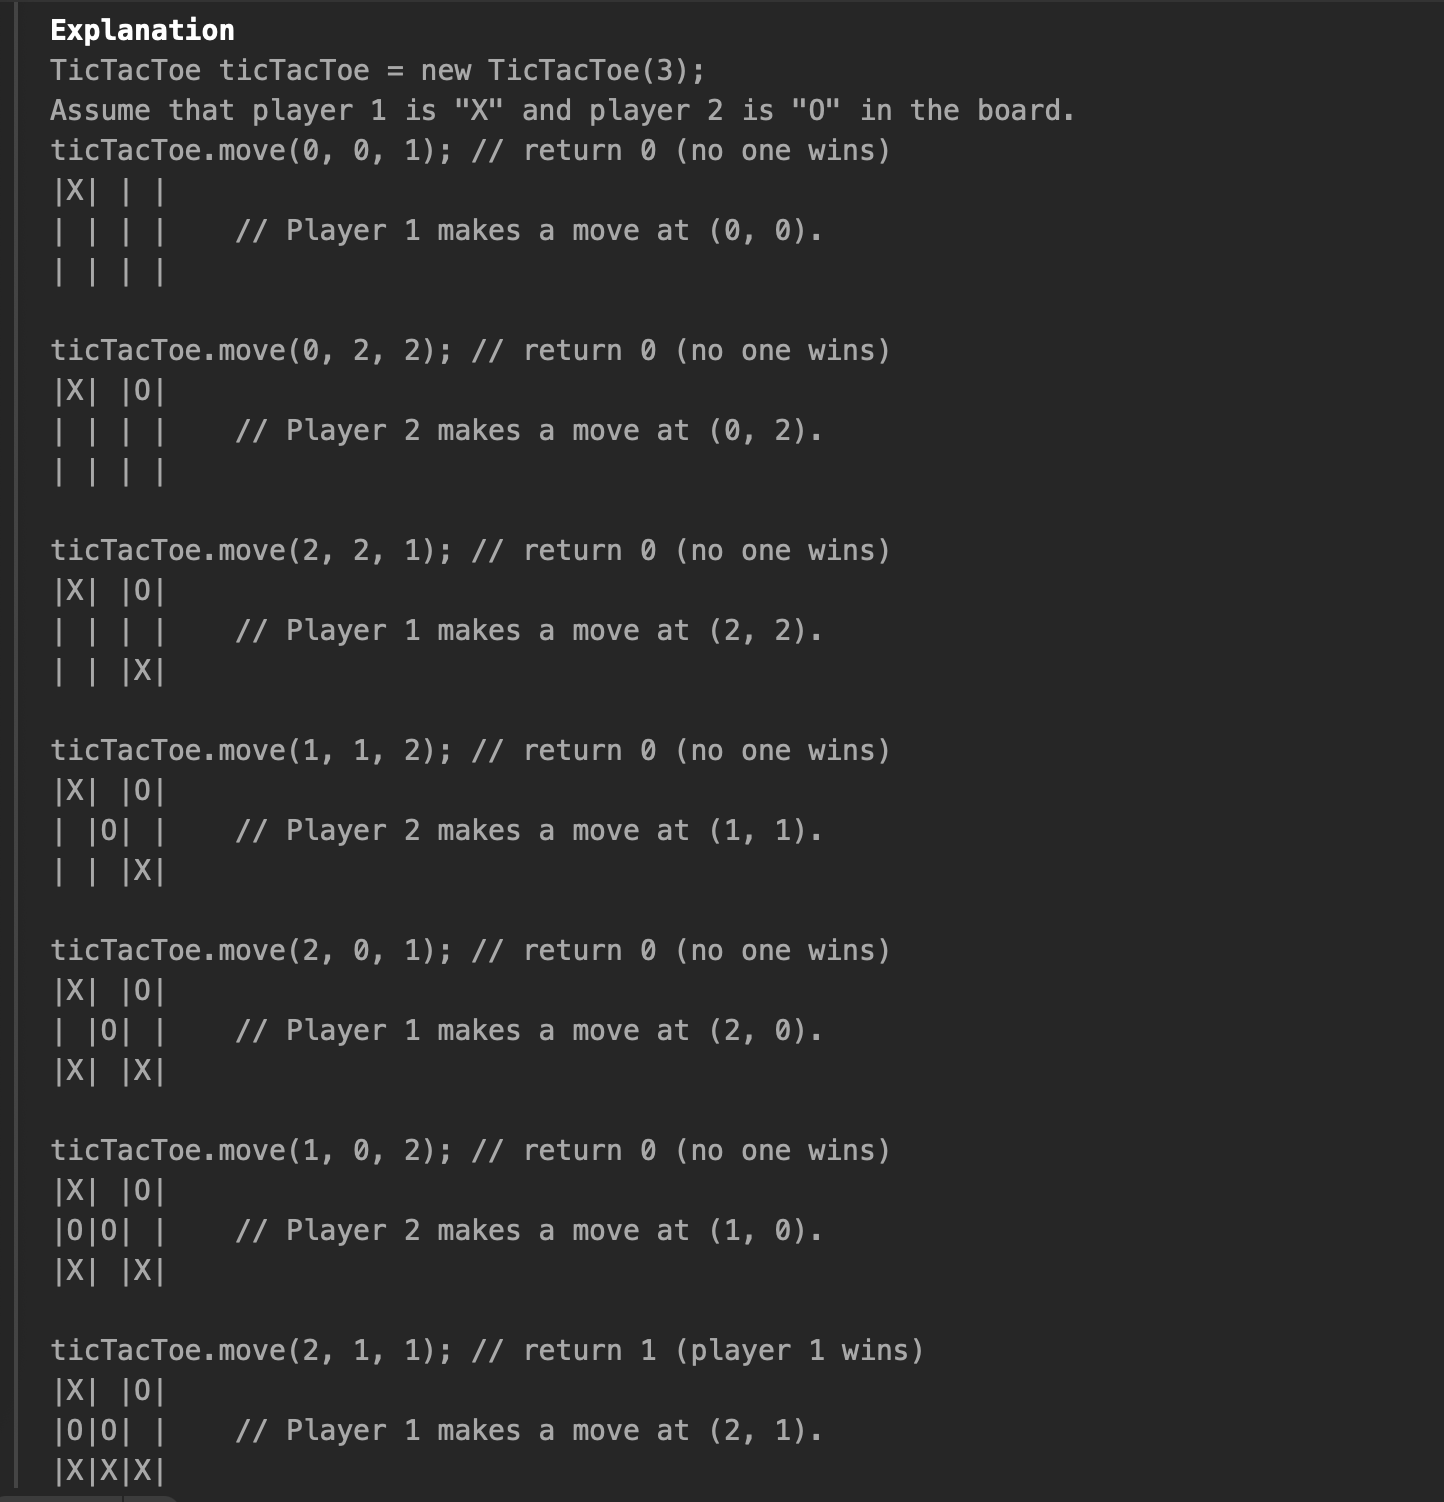 Explanation
TicTacToe ticTacToe = new TicTacToe(3);
Assume that player 1 is "X" and player 2 is "O" in the board.
ticTacToe.move(0, 0, 1); // return 0 (no one wins)
|X| | |
| | | |    // Player 1 makes a move at (0, 0).
| | | |

ticTacToe.move(0, 2, 2); // return 0 (no one wins)
|X| |O|
| | | |    // Player 2 makes a move at (0, 2).
| | | |

ticTacToe.move(2, 2, 1); // return 0 (no one wins)
|X| |O|
| | | |    // Player 1 makes a move at (2, 2).
| | |X|

ticTacToe.move(1, 1, 2); // return 0 (no one wins)
|X| |O|
| |O| |    // Player 2 makes a move at (1, 1).
| | |X|

ticTacToe.move(2, 0, 1); // return 0 (no one wins)
|X| |O|
| |O| |    // Player 1 makes a move at (2, 0).
|X| |X|

ticTacToe.move(1, 0, 2); // return 0 (no one wins)
|X| |O|
|O|O| |    // Player 2 makes a move at (1, 0).
|X| |X|

ticTacToe.move(2, 1, 1); // return 1 (player 1 wins)
|X| |O|
|O|O| |    // Player 1 makes a move at (2, 1).
|X|X|X|